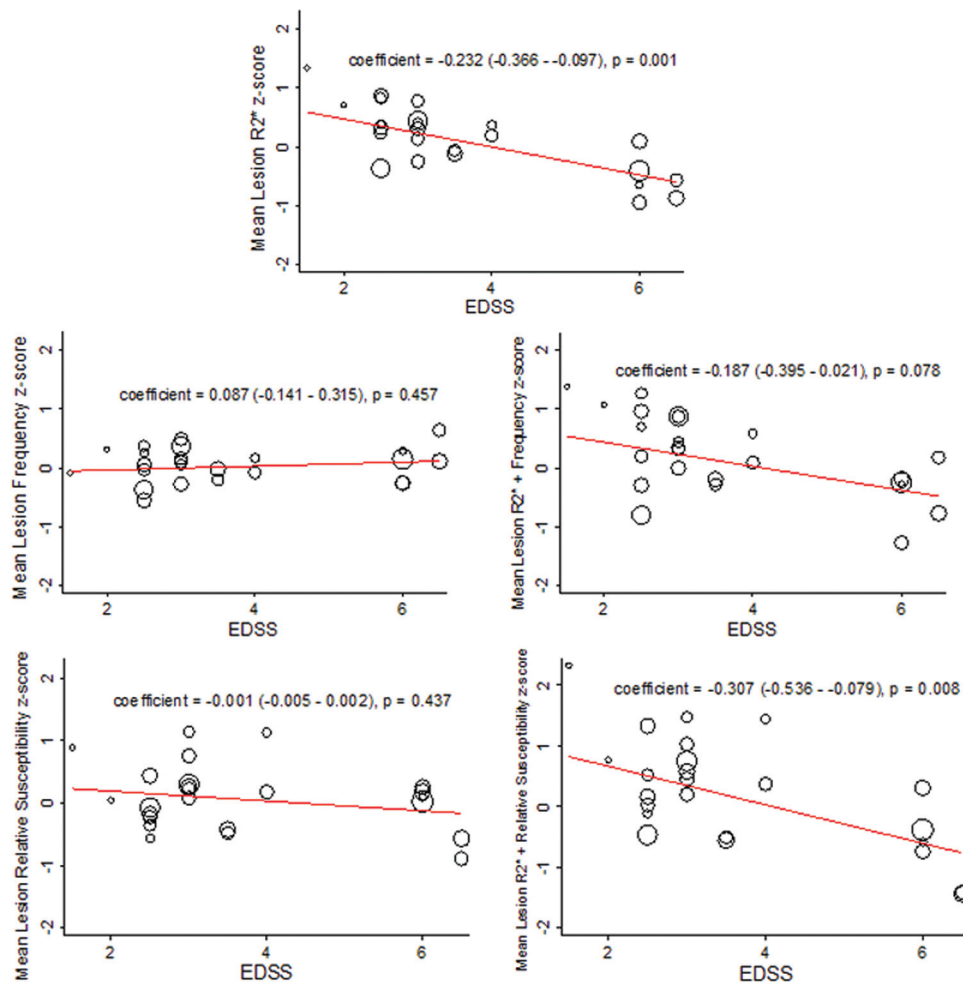 Mean Lesion R2* z-score
2
1
0
-1
-2
coefficient = -0.232 (-0.366 - -0.097), p = 0.001
2 4 6
EDSS
Mean Lesion Frequency z-score
2
1
0
-1
-2
coefficient = 0.087 (-0.141 - 0.315), p = 0.457
2 4 6
EDSS
Mean Lesion R2* + Frequency z-score
2
1
0
-1
-2
coefficient = -0.187 (-0.395 - 0.021), p = 0.078
2 4 6
EDSS
Mean Lesion Relative Susceptibility z-score
2
1
0
-1
-2
coefficient = -0.001 (-0.005 - 0.002), p = 0.437
2 4 6
EDSS
Mean Lesion R2* + Relative Susceptibility z-score
2
1
0
-1
-2
coefficient = -0.307 (-0.536 - -0.079), p = 0.008
2 4 6
EDSS